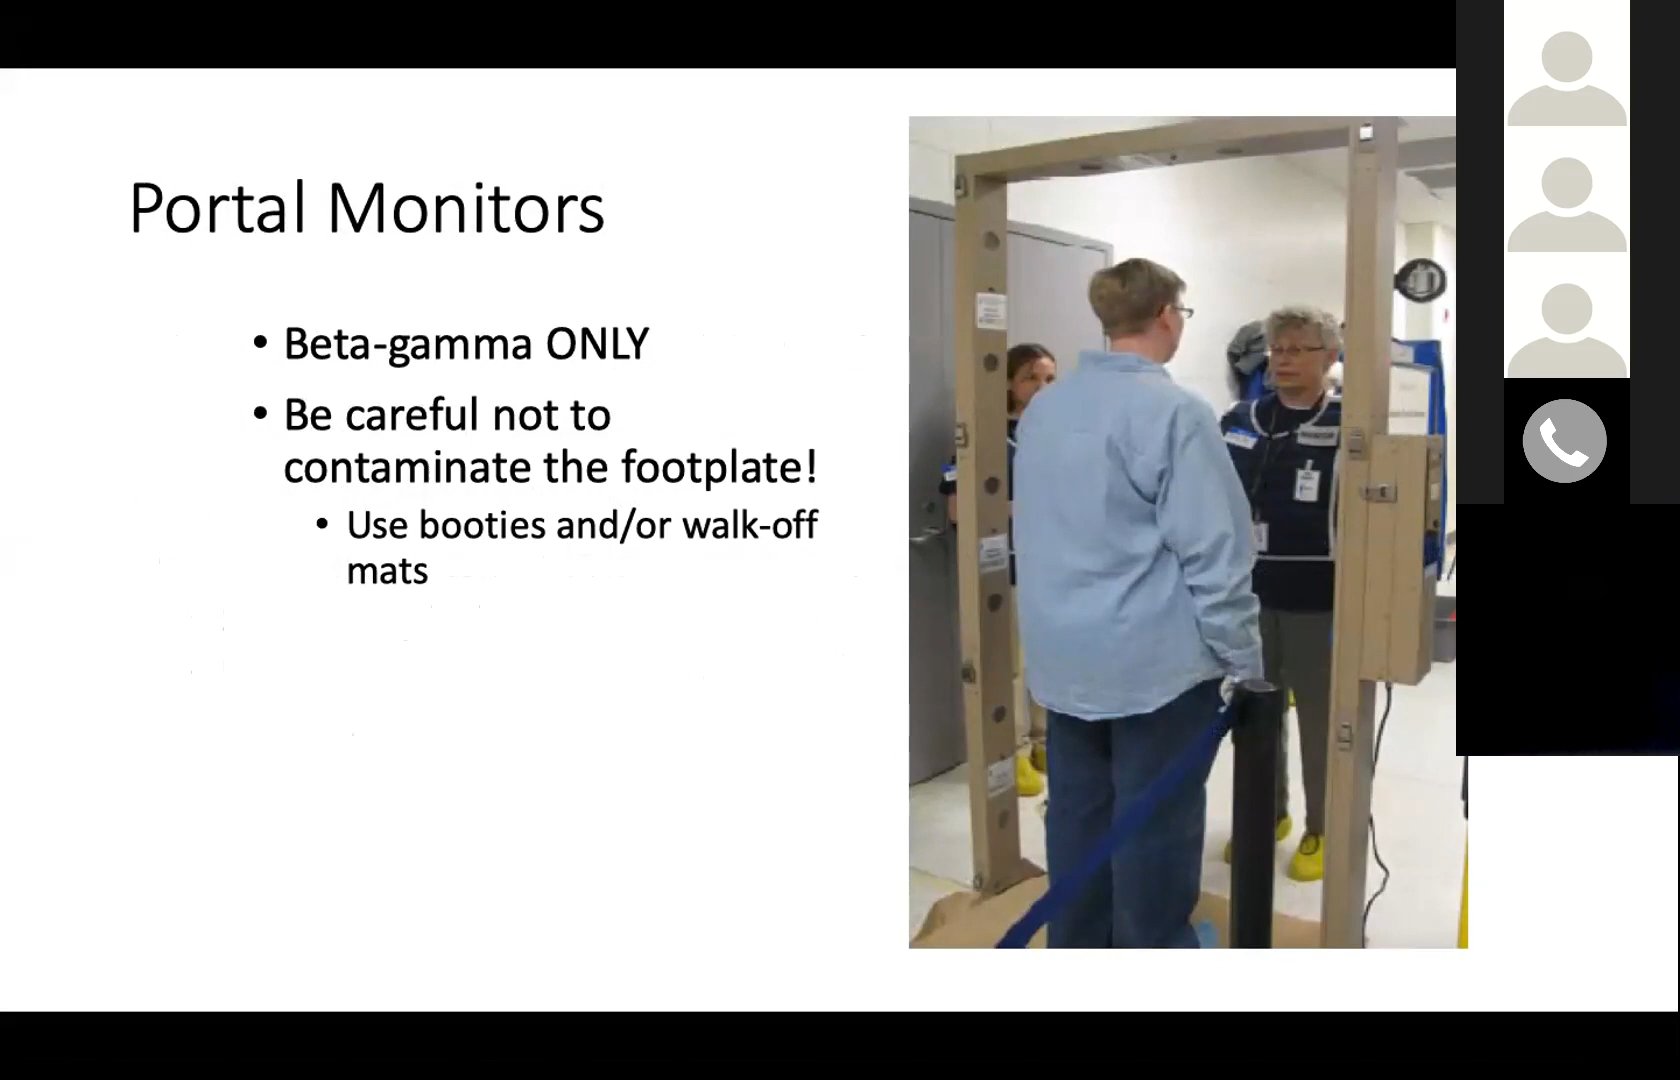 Portal Monitors
• Beta-gamma ONLY
• Be careful not to
contaminate the footplate!
• Use booties and/or walk-off
mats